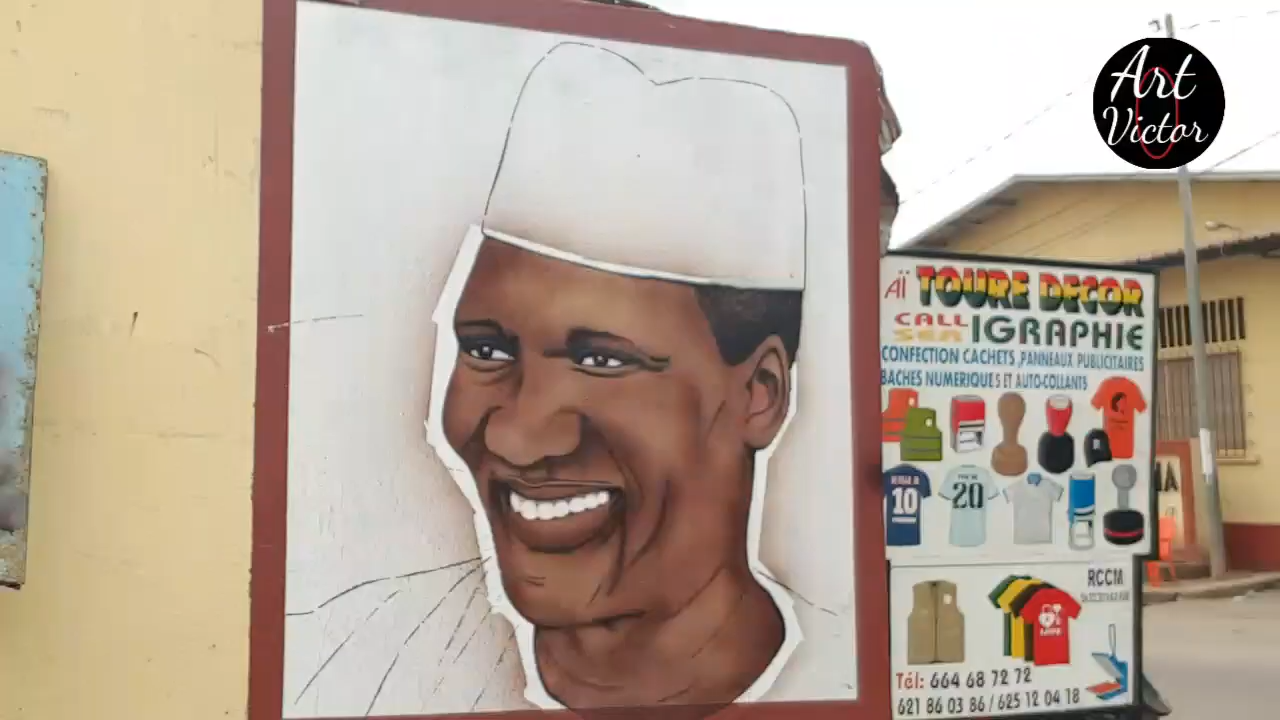 Art
Victor
AÏ TOURE DECOR
CALL IGRAPHIE
SER
CONFECTION CACHETS ,PANNEAUX PUBLICITAIRES
BACHES NUMERIQUES ET AUTO-COLLANTS
10
20
RCCM
Tél: 664 68 72 72
621 86 03 86 / 625 12 04 18